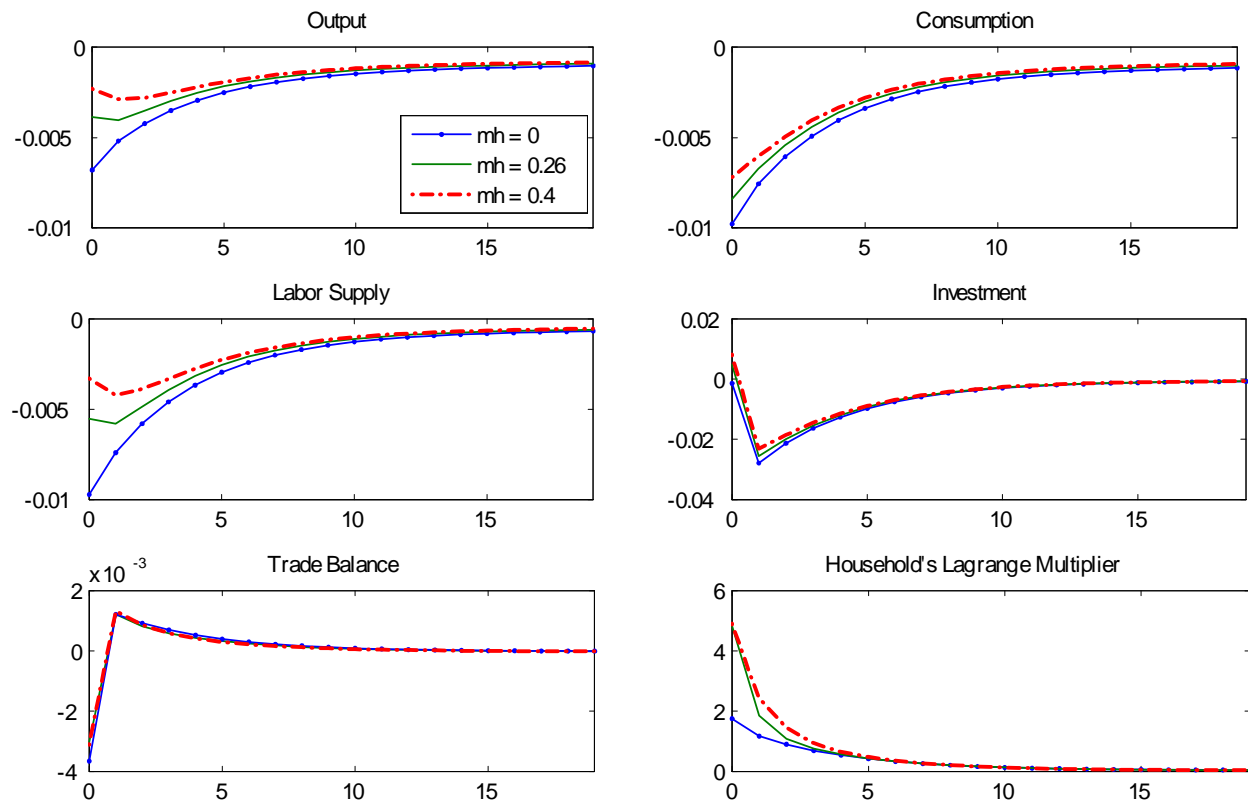 Output
0
-0.005
-0.01
0 5 10 15
mh = 0
mh = 0.26
mh = 0.4
Consumption
0
-0.005
-0.01
0 5 10 15
Labor Supply
0
-0.005
-0.01
0 5 10 15
Investment
0.02
0
-0.02
-0.04
0 5 10 15
Trade Balance
x 10 -3
2
0
-2
-4
0 5 10 15
Household's Lagrange Multiplier
6
4
2
0
0 5 10 15